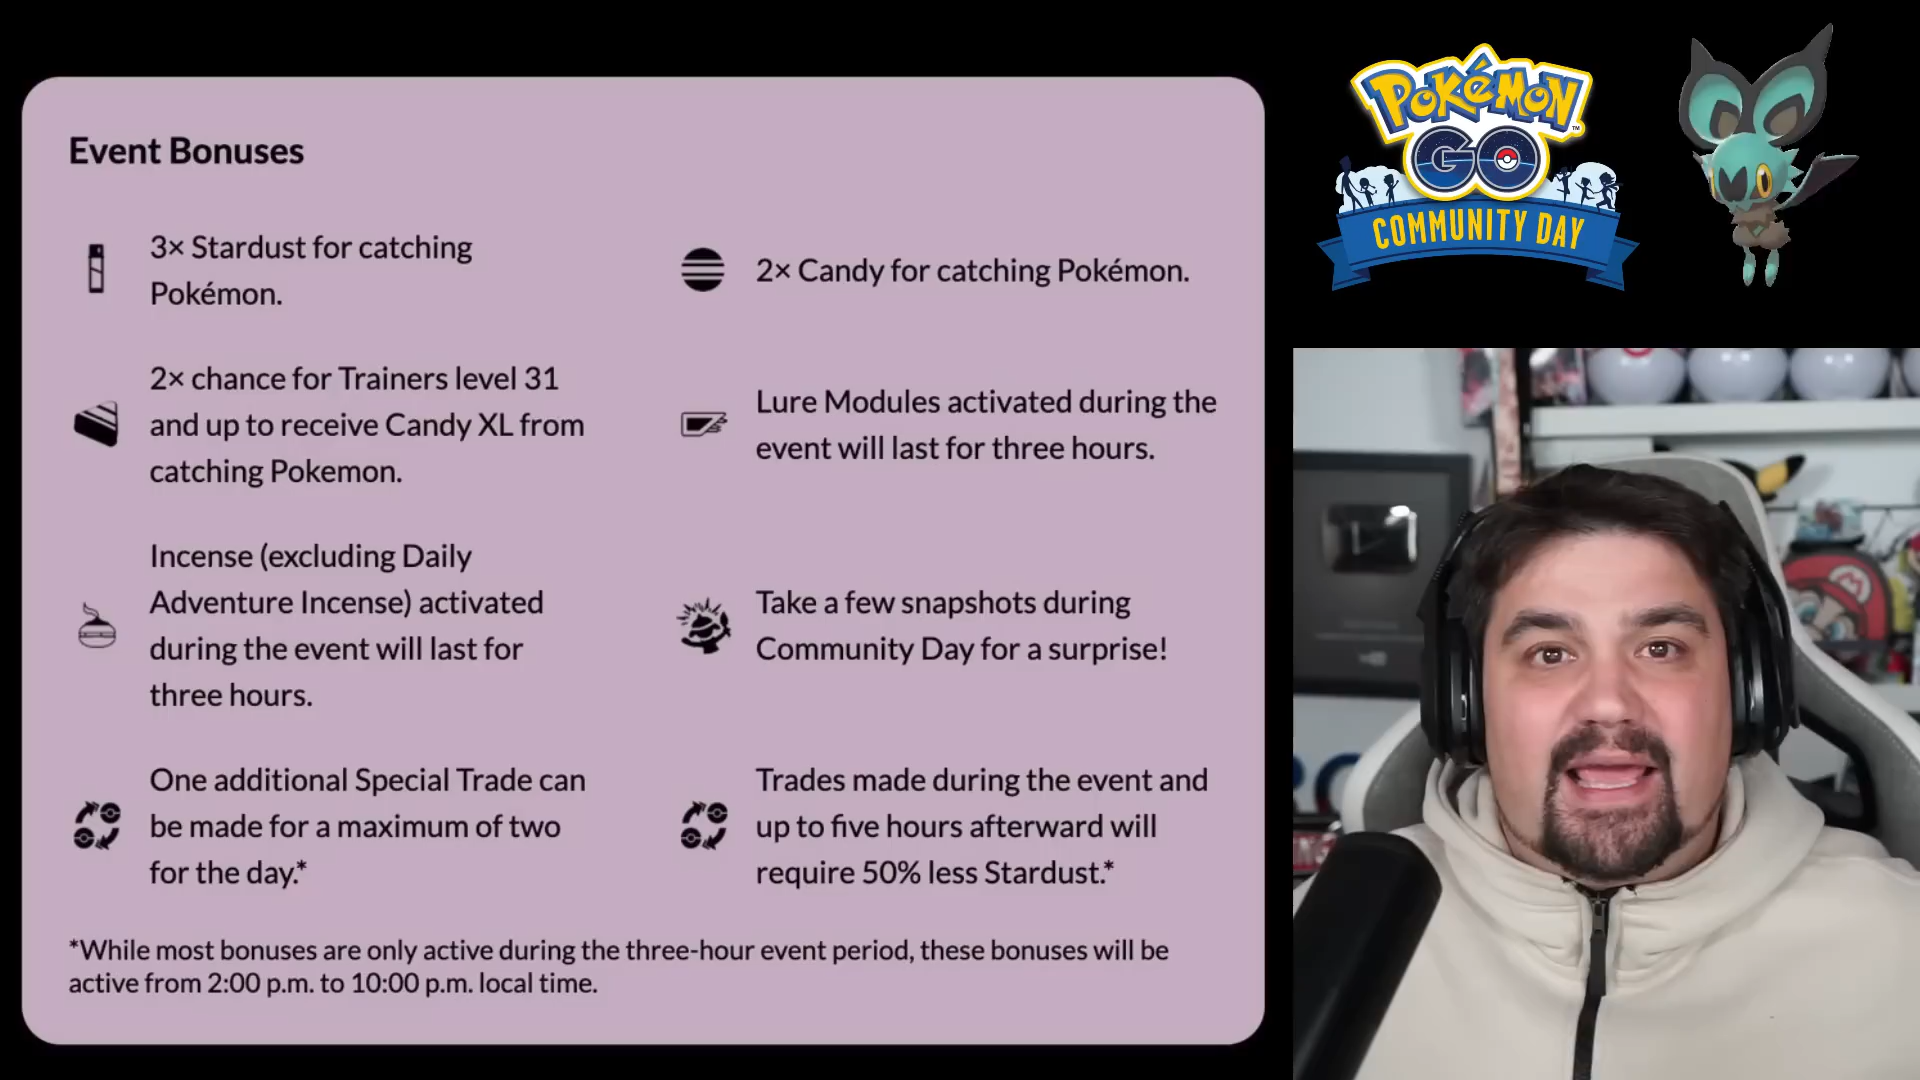 Event Bonuses
3× Stardust for catching
Pokémon.
2× Candy for catching Pokémon.
2× chance for Trainers level 31
and up to receive Candy XL from
catching Pokemon.
Lure Modules activated during the
event will last for three hours.
Incense (excluding Daily
Adventure Incense) activated
during the event will last for
three hours.
Take a few snapshots during
Community Day for a surprise!
One additional Special Trade can
be made for a maximum of two
for the day.*
Trades made during the event and
up to five hours afterward will
require 50% less Stardust.*
*While most bonuses are only active during the three-hour event period, these bonuses will be
active from 2:00 p.m. to 10:00 p.m. local time.
POKÉMON
GO
COMMUNITY DAY